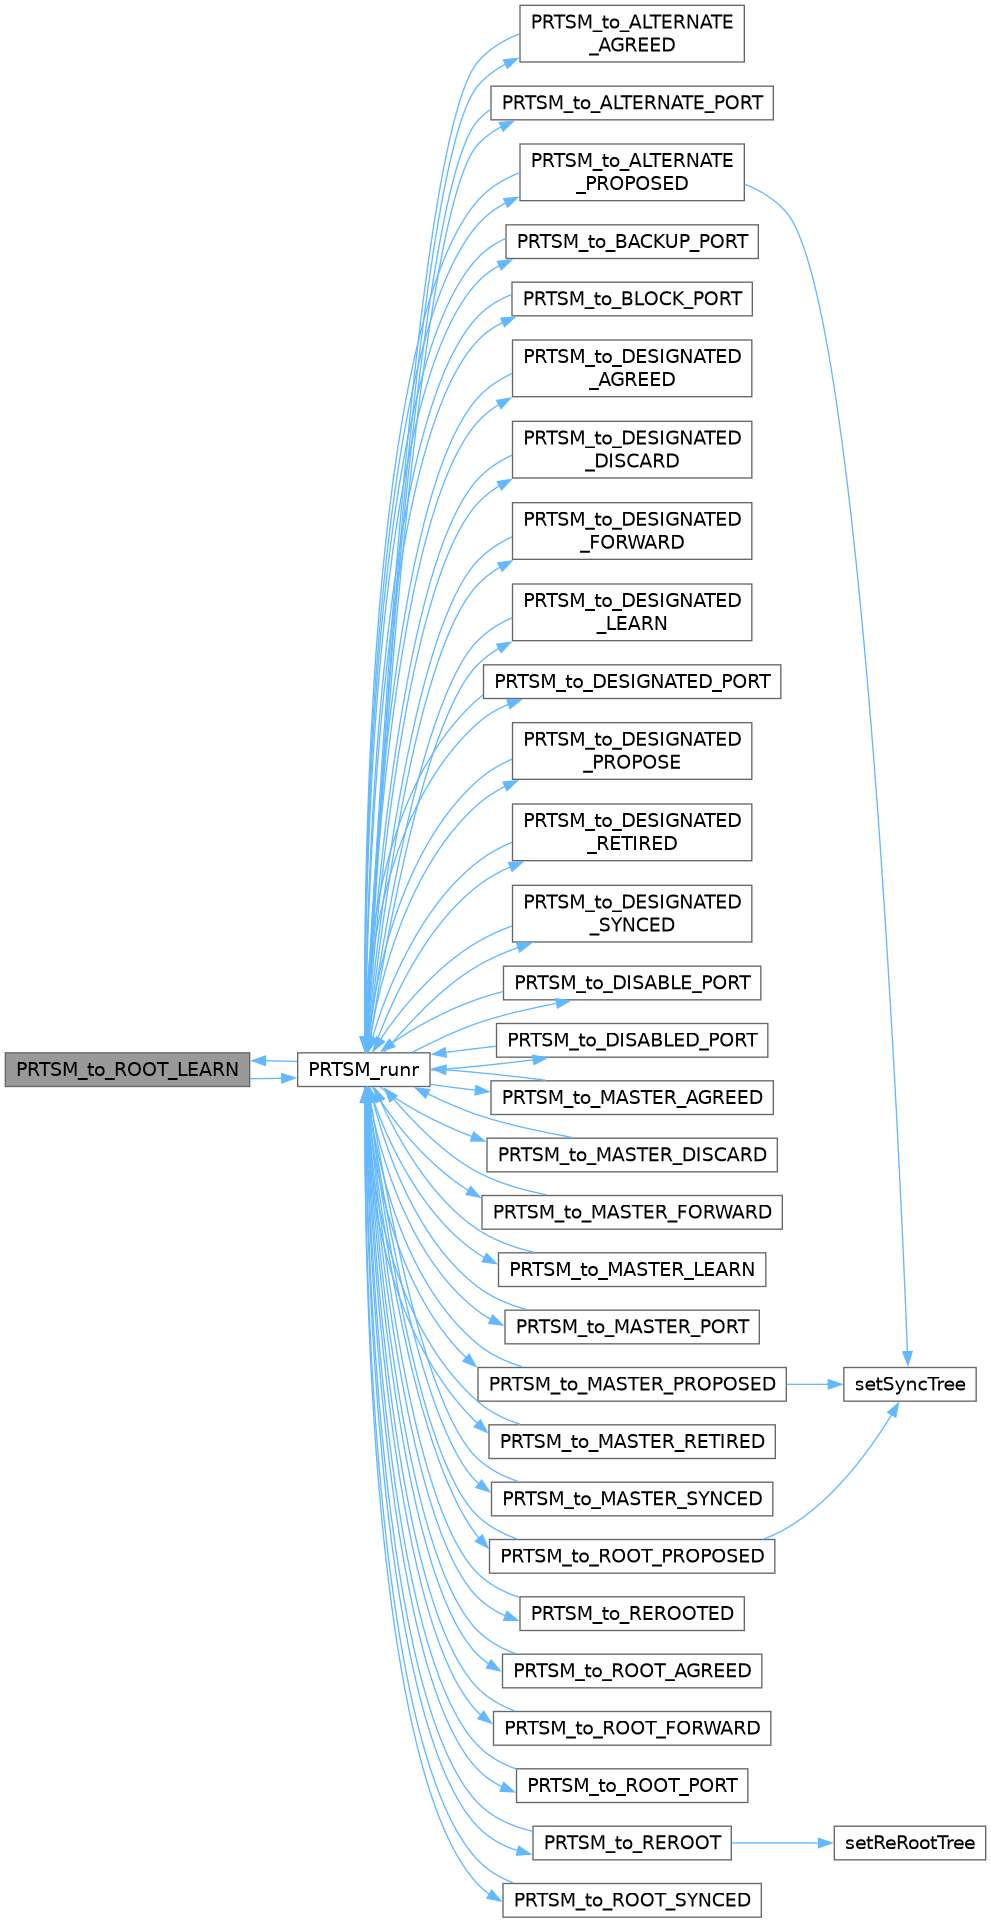 PRTSM_to_ALTERNATE
_AGREED
PRTSM_to_ALTERNATE_PORT
PRTSM_to_ALTERNATE
_PROPOSED
PRTSM_to_BACKUP_PORT
PRTSM_to_BLOCK_PORT
PRTSM_to_DESIGNATED
_AGREED
PRTSM_to_DESIGNATED
_DISCARD
PRTSM_to_DESIGNATED
_FORWARD
PRTSM_to_DESIGNATED
_LEARN
PRTSM_to_DESIGNATED_PORT
PRTSM_to_DESIGNATED
_PROPOSE
PRTSM_to_DESIGNATED
_RETIRED
PRTSM_to_DESIGNATED
_SYNCED
PRTSM_to_DISABLE_PORT
PRTSM_to_DISABLED_PORT
PRTSM_to_ROOT_LEARN
PRTSM_runr
PRTSM_to_MASTER_AGREED
PRTSM_to_MASTER_DISCARD
PRTSM_to_MASTER_FORWARD
PRTSM_to_MASTER_LEARN
PRTSM_to_MASTER_PORT
PRTSM_to_MASTER_PROPOSED
setSyncTree
PRTSM_to_MASTER_RETIRED
PRTSM_to_MASTER_SYNCED
PRTSM_to_ROOT_PROPOSED
PRTSM_to_REROOTED
PRTSM_to_ROOT_AGREED
PRTSM_to_ROOT_FORWARD
PRTSM_to_ROOT_PORT
PRTSM_to_REROOT
setReRootTree
PRTSM_to_ROOT_SYNCED